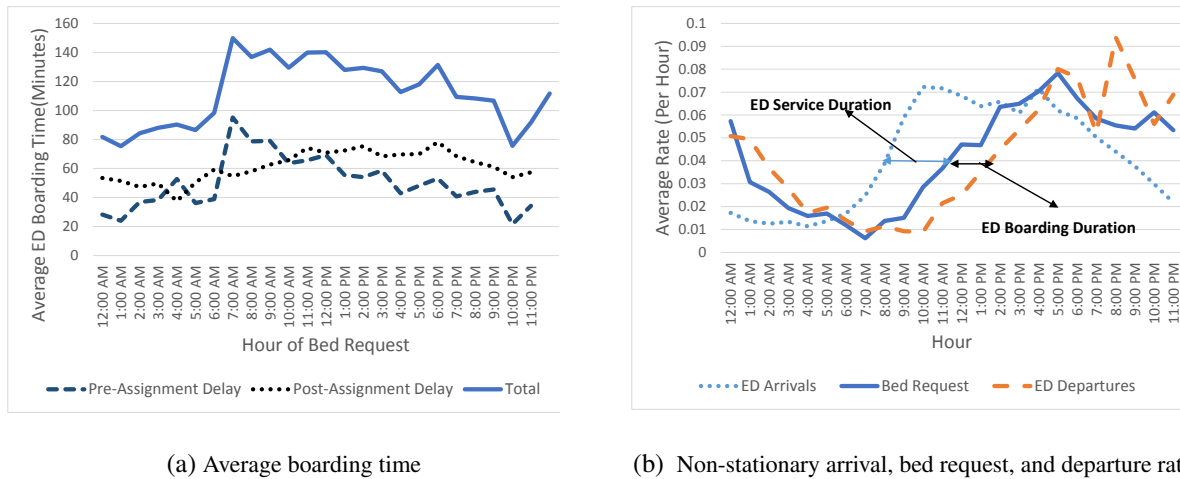 160
140
120
100
80
60
40
20
0
Average ED Boarding Time(Minutes)
12:00 AM
1:00 AM
2:00 AM
3:00 AM
4:00 AM
5:00 AM
6:00 AM
7:00 AM
8:00 AM
9:00 AM
10:00 AM
11:00 AM
12:00 PM
1:00 PM
2:00 PM
3:00 PM
4:00 PM
5:00 PM
6:00 PM
7:00 PM
8:00 PM
9:00 PM
10:00 PM
11:00 PM
Hour of Bed Request
Pre-Assignment Delay
Post-Assignment Delay
Total
(a) Average boarding time
0.1
0.09
0.08
0.07
0.06
0.05
0.04
0.03
0.02
0.01
0
Average Rate (Per Hour)
ED Service Duration
ED Boarding Duration
12:00 AM
1:00 AM
2:00 AM
3:00 AM
4:00 AM
5:00 AM
6:00 AM
7:00 AM
8:00 AM
9:00 AM
10:00 AM
11:00 AM
12:00 PM
1:00 PM
2:00 PM
3:00 PM
4:00 PM
5:00 PM
6:00 PM
7:00 PM
8:00 PM
9:00 PM
10:00 PM
11:00 PM
Hour
ED Arrivals
Bed Request
ED Departures
(b) Non-stationary arrival, bed request, and departure rat